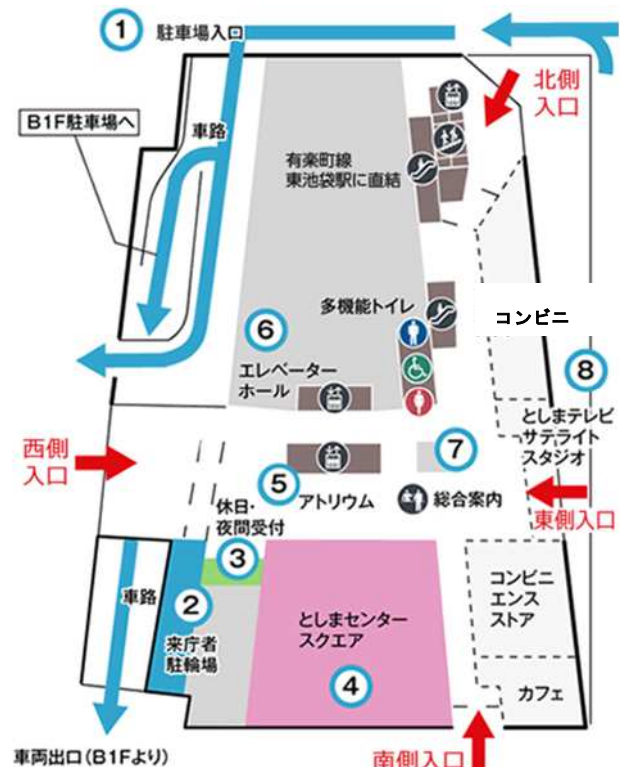 ①
駐車場入口
北側
入口
B1F駐車場へ
車路
有楽町線
東池袋駅に直結
多機能トイレ
コンビニ
⑥
エレベーター
ホール
⑧
としまテレビ
サテライト
スタジオ
西側
入口
⑦
⑤
アトリウム
総合案内
東側入口
休日・
夜間受付
③
車路
②
来庁者
駐輪場
としまセンター
スクエア
④
コンビニ
エンス
ストア
カフェ
車両出口(B1Fより)
南側入口